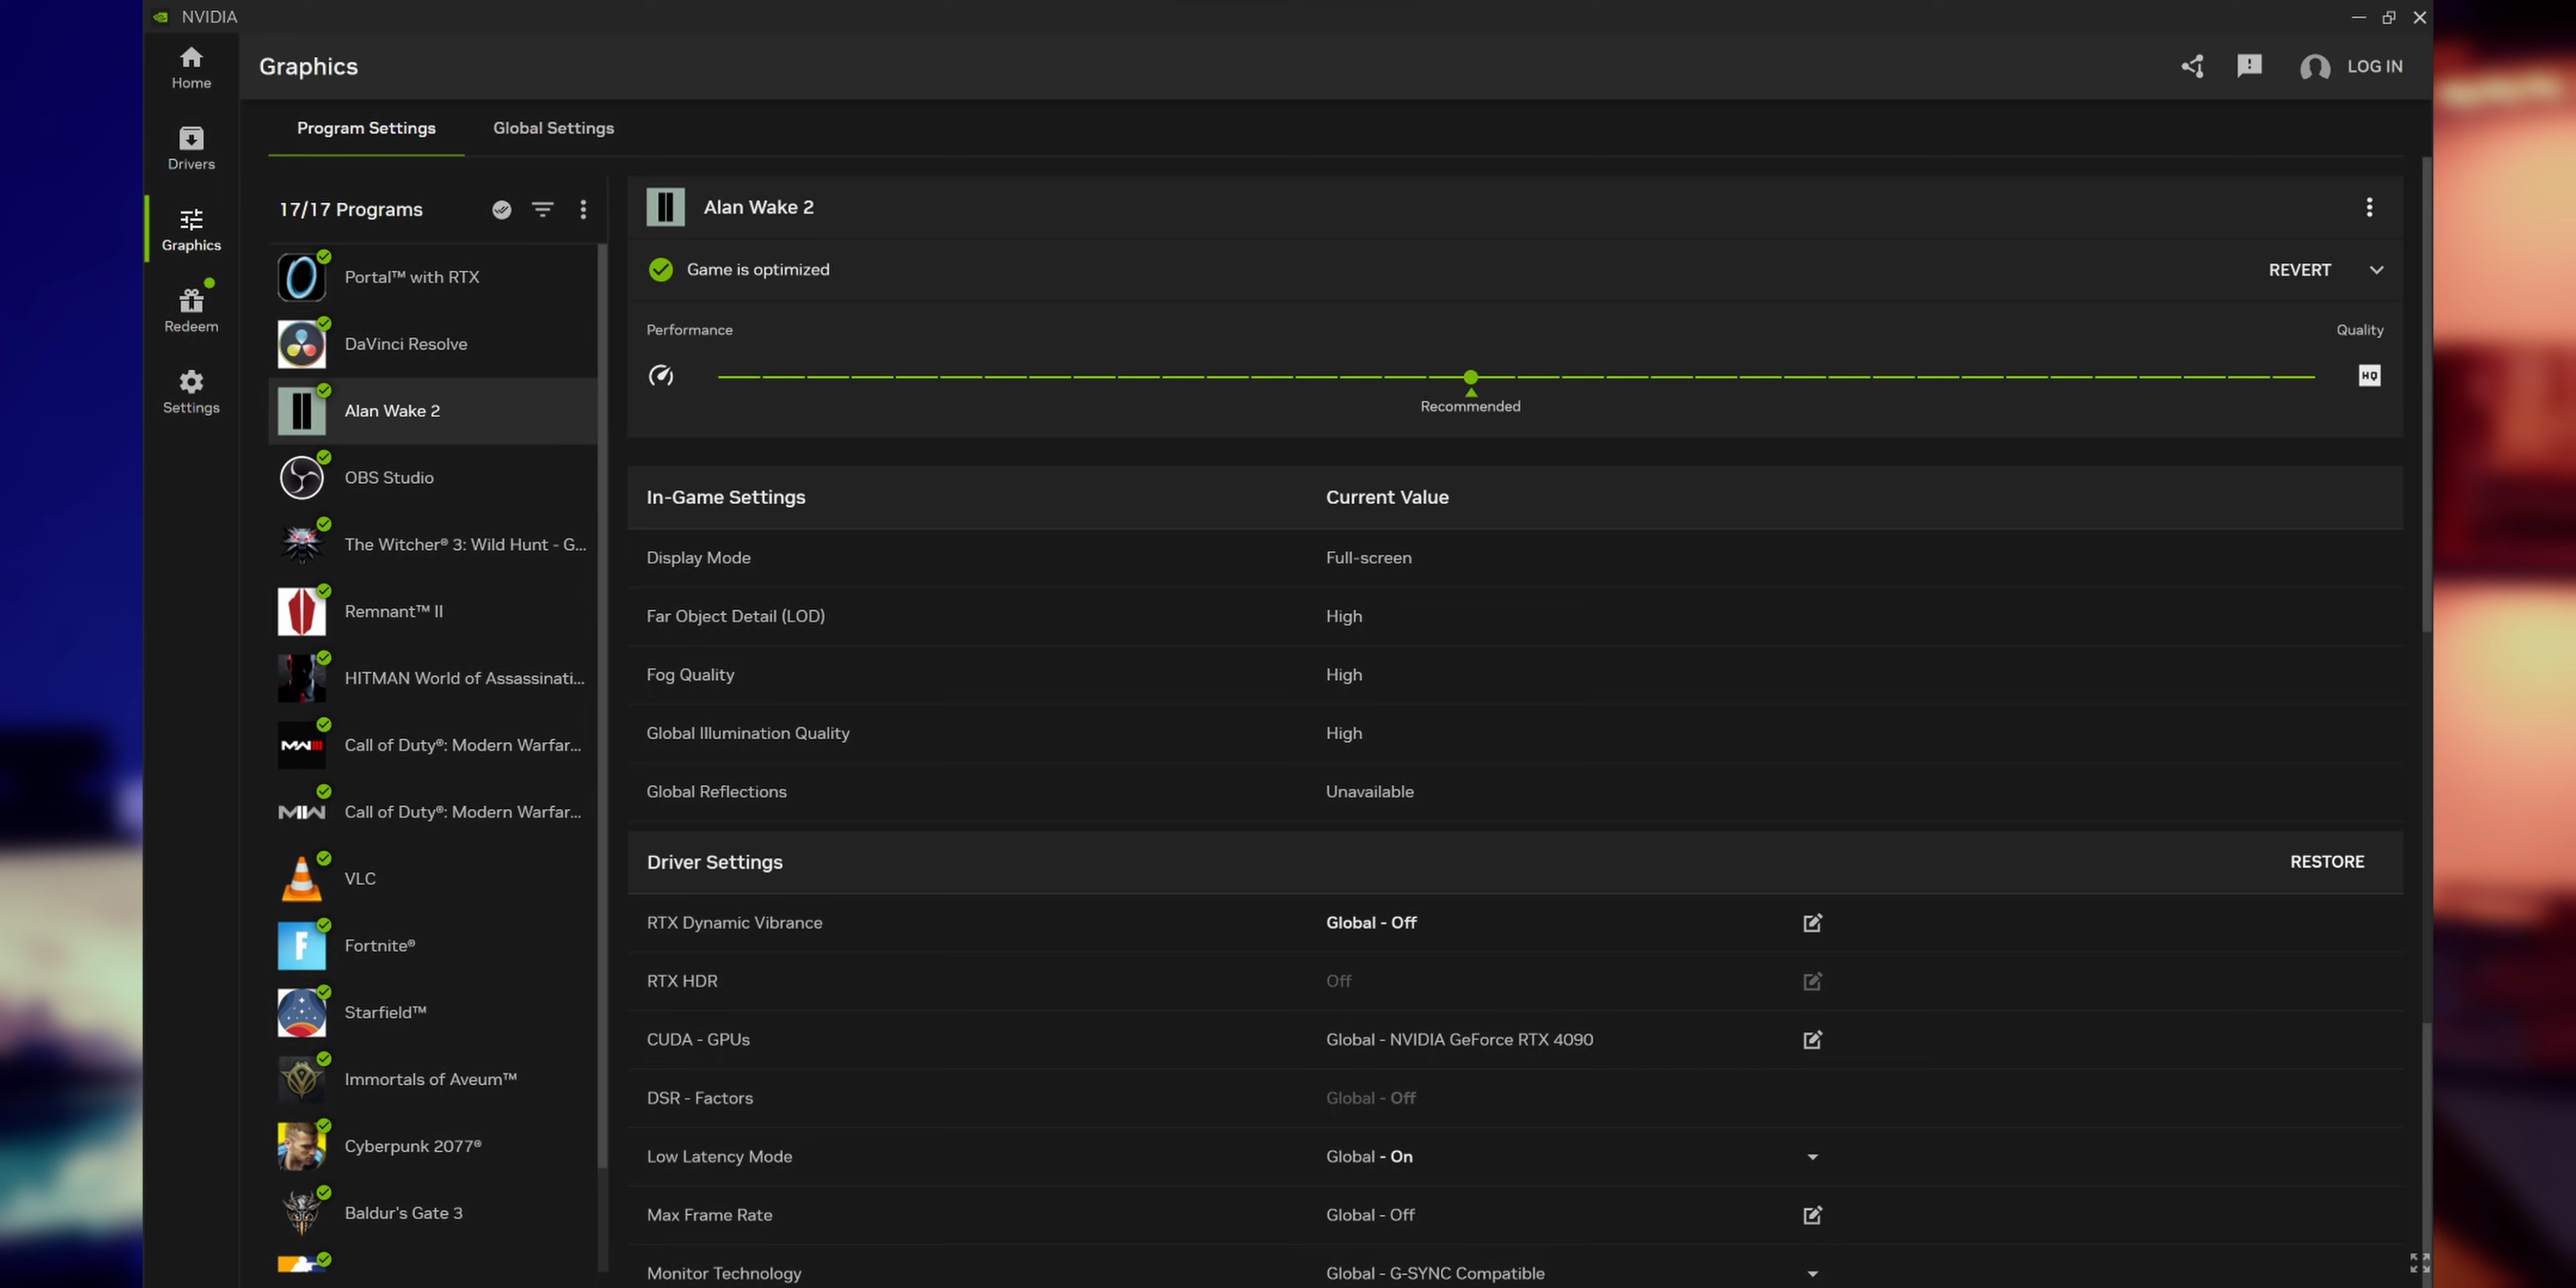 NVIDIA
Home
Drivers
Graphics
Redeem
Settings
Graphics
LOG IN
Program Settings
Global Settings
17/17 Programs
Portal™ with RTX
DaVinci Resolve
Alan Wake 2
OBS Studio
The Witcher® 3: Wild Hunt - G...
Remnant™ II
HITMAN World of Assassinati...
MWIII
Call of Duty®: Modern Warfar...
MW
Call of Duty®: Modern Warfar...
VLC
F
Fortnite®
Starfield™
Immortals of Aveum™
Cyberpunk 2077®
Baldur's Gate 3
Alan Wake 2
Game is optimized
REVERT
Performance
Quality
HQ
Recommended
In-Game Settings Current Value
Display Mode Full-screen
Far Object Detail (LOD) High
Fog Quality High
Global Illumination Quality High
Global Reflections Unavailable
Driver Settings RESTORE
RTX Dynamic Vibrance Global - Off
RTX HDR Off
CUDA - GPUs Global - NVIDIA GeForce RTX 4090
DSR - Factors Global - Off
Low Latency Mode Global - On
Max Frame Rate Global - Off
Monitor Technology Global - G-SYNC Compatible